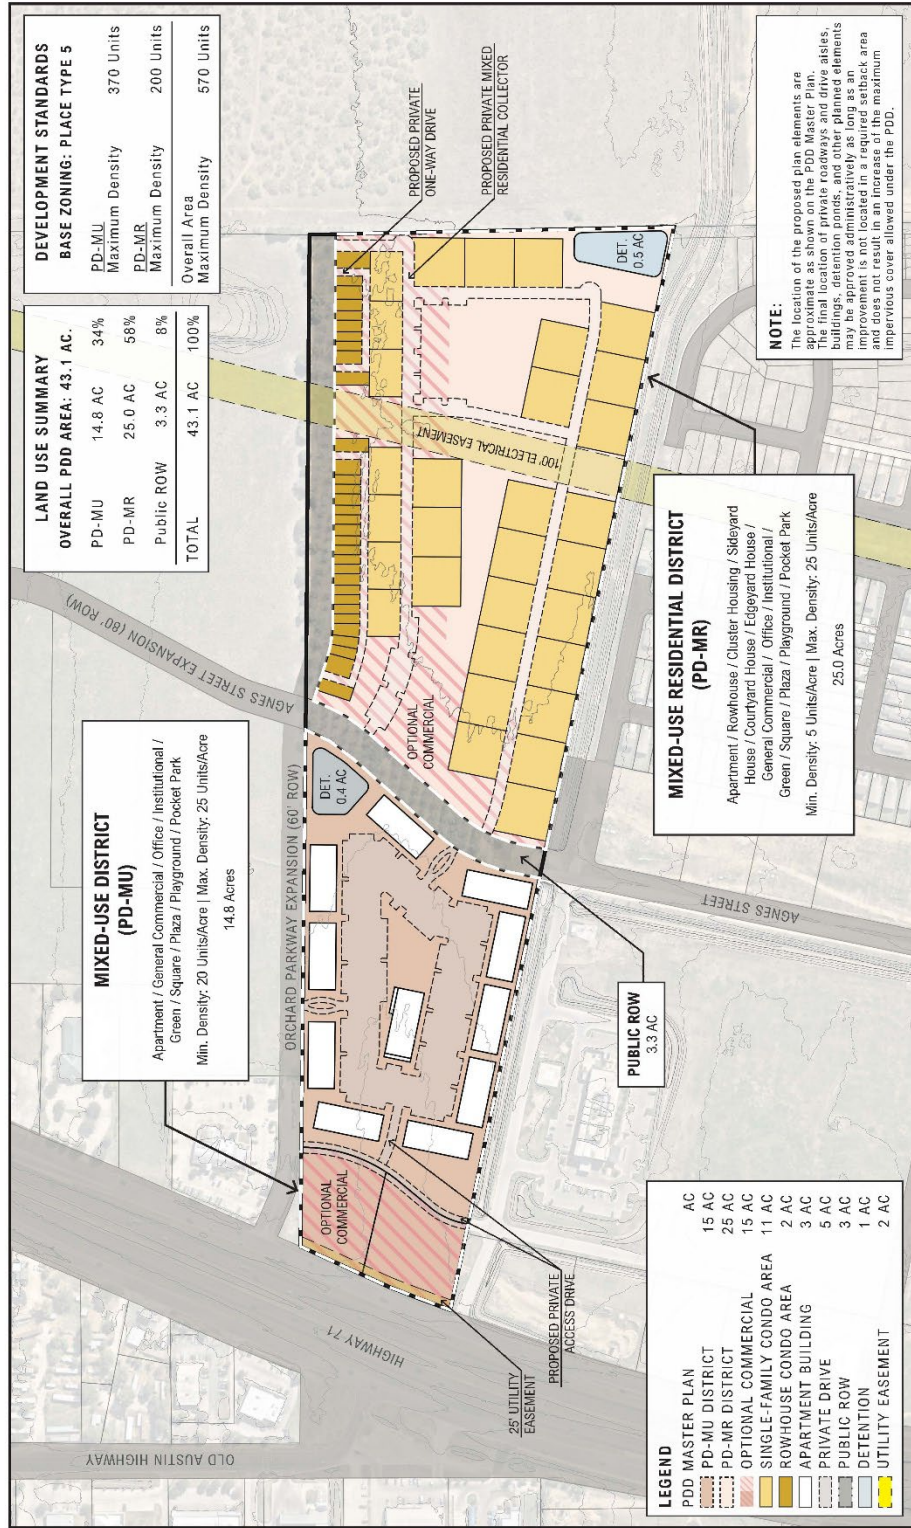 LAND USE SUMMARY
OVERALL PDD AREA: 43.1 AC.
PD-MU 14.8 AC 34%
PD-MR 25.0 AC 58%
Public ROW 3.3 AC 8%
TOTAL 43.1 AC 100%
DEVELOPMENT STANDARDS
BASE ZONING: PLACE TYPE 5
PD-MU
Maximum Density 370 Units
PD-MR
Maximum Density 200 Units
Overall Area
Maximum Density 570 Units
MIXED-USE DISTRICT
(PD-MU)
Apartment / General Commercial / Office / Institutional /
Green / Square / Plaza / Playground / Pocket Park
Min. Density: 20 Units/Acre | Max. Density: 25 Units/Acre
14.8 Acres
AGNES STREET EXPANSION (80' ROW)
ORCHARD PARKWAY EXPANSION (60' ROW)
PROPOSED PRIVATE
ONE-WAY DRIVE
PROPOSED PRIVATE MIXED
RESIDENTIAL COLLECTOR
OPTIONAL
COMMERCIAL
DET.
0.4 AC
OPTIONAL
COMMERCIAL
100' ELECTRICAL EASEMENT
DET.
0.5 AC
HIGHWAY 71
OLD AUSTIN HIGHWAY
25' UTILITY
EASEMENT
PROPOSED PRIVATE
ACCESS DRIVE
PUBLIC ROW
3.3 AC
AGNES STREET
MIXED-USE RESIDENTIAL DISTRICT
(PD-MR)
Apartment / Rowhouse / Cluster Housing / Sideyard
House / Courtyard House / Edgeyard House /
General Commercial / Office / Institutional /
Green / Square / Plaza / Playground / Pocket Park
Min. Density: 5 Units/Acre | Max. Density: 25 Units/Acre
25.0 Acres
NOTE:
The location of the proposed plan elements are
approximate as shown on the PDD Master Plan.
The final location of private roadways and drive aisles,
buildings, detention ponds, and other planned elements
may be approved administratively as long as an
improvement is not located in a required setback area
and does not result in an increase of the maximum
impervious cover allowed under the PDD.
LEGEND
PDD MASTER PLAN AC
PD-MU DISTRICT 15 AC
PD-MR DISTRICT 25 AC
OPTIONAL COMMERCIAL 15 AC
SINGLE-FAMILY CONDO AREA 11 AC
ROWHOUSE CONDO AREA 2 AC
APARTMENT BUILDING 3 AC
PRIVATE DRIVE 5 AC
PUBLIC ROW 3 AC
DETENTION 1 AC
UTILITY EASEMENT 2 AC